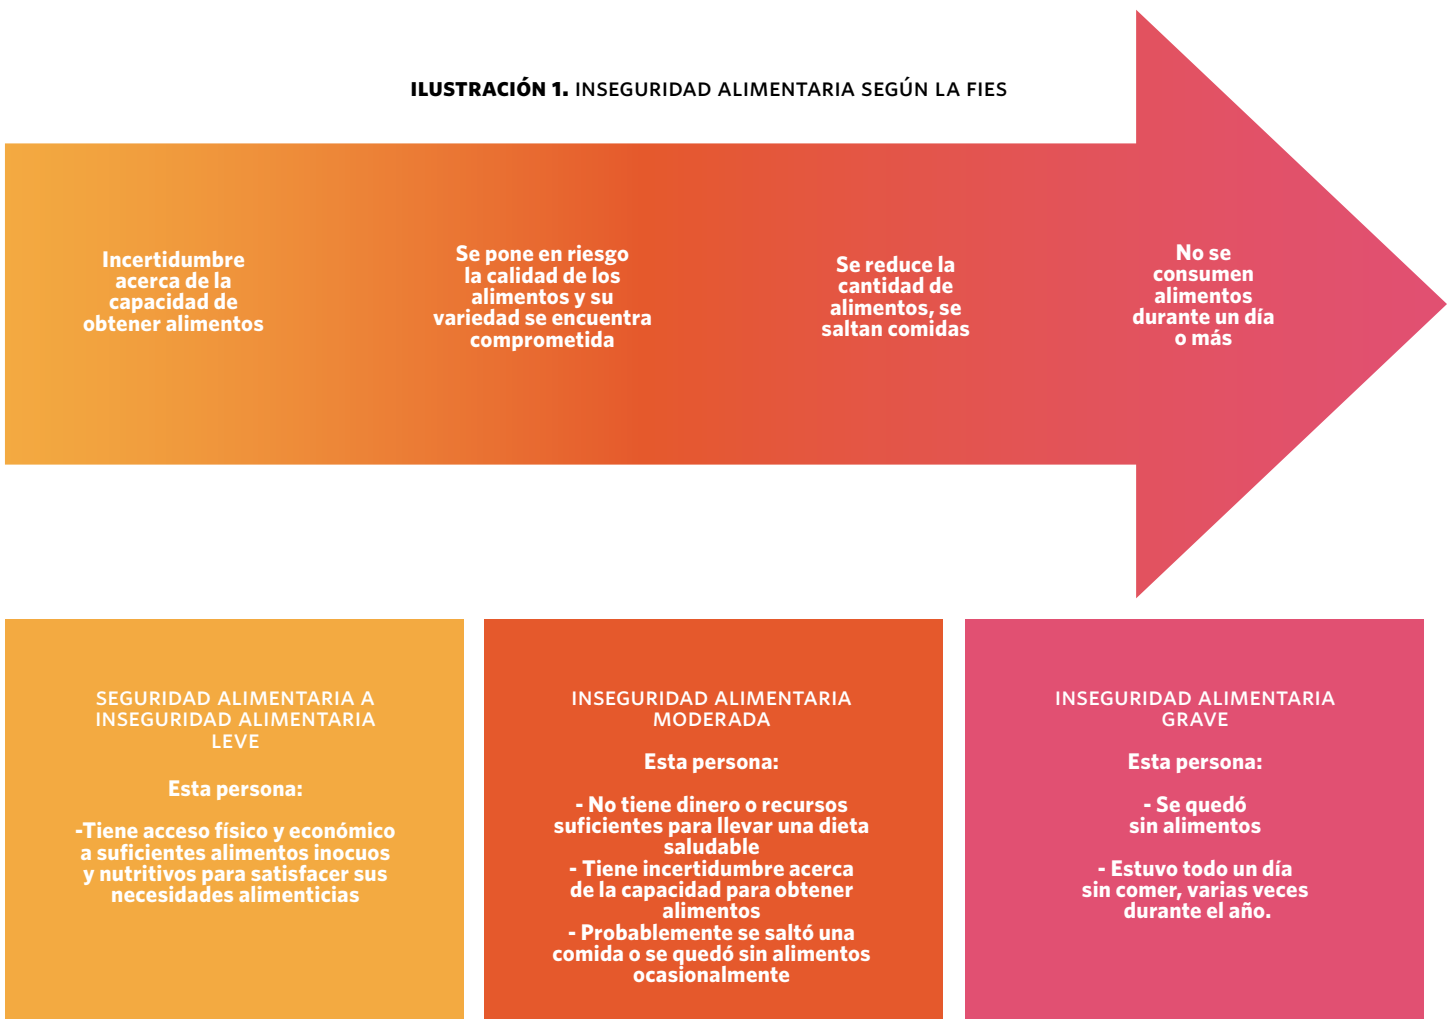 ILUSTRACIÓN 1. INSEGURIDAD ALIMENTARIA SEGÚN LA FIES
Incertidumbre
acerca de la
capacidad de
obtener alimentos
Se pone en riesgo
la calidad de los
alimentos y su
variedad se encuentra
comprometida
Se reduce la
cantidad de
alimentos, se
saltan comidas
No se
consumen
alimentos
durante un día
o más
SEGURIDAD ALIMENTARIA A
INSEGURIDAD ALIMENTARIA
LEVE
Esta persona:
-Tiene acceso físico y económico
a suficientes alimentos inocuos
y nutritivos para satisfacer sus
necesidades alimenticias
INSEGURIDAD ALIMENTARIA
MODERADA
Esta persona:
- No tiene dinero o recursos
suficientes para llevar una dieta
saludable
- Tiene incertidumbre acerca
de la capacidad para obtener
alimentos
- Probablemente se saltó una
comida o se quedó sin alimentos
ocasionalmente
INSEGURIDAD ALIMENTARIA
GRAVE
Esta persona:
- Se quedó
sin alimentos
- Estuvo todo un día
sin comer, varias veces
durante el año.